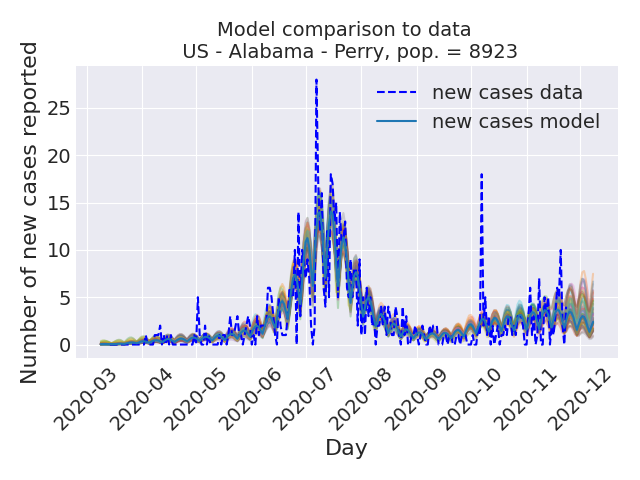 Model comparison to data
US - Alabama - Perry, pop. = 8923
Number of new cases reported
25
20
15
10
5
0
new cases data
new cases model
2020-03
2020-04
2020-05
2020-06
2020-07
2020-08
2020-09
2020-10
2020-11
2020-12
Day